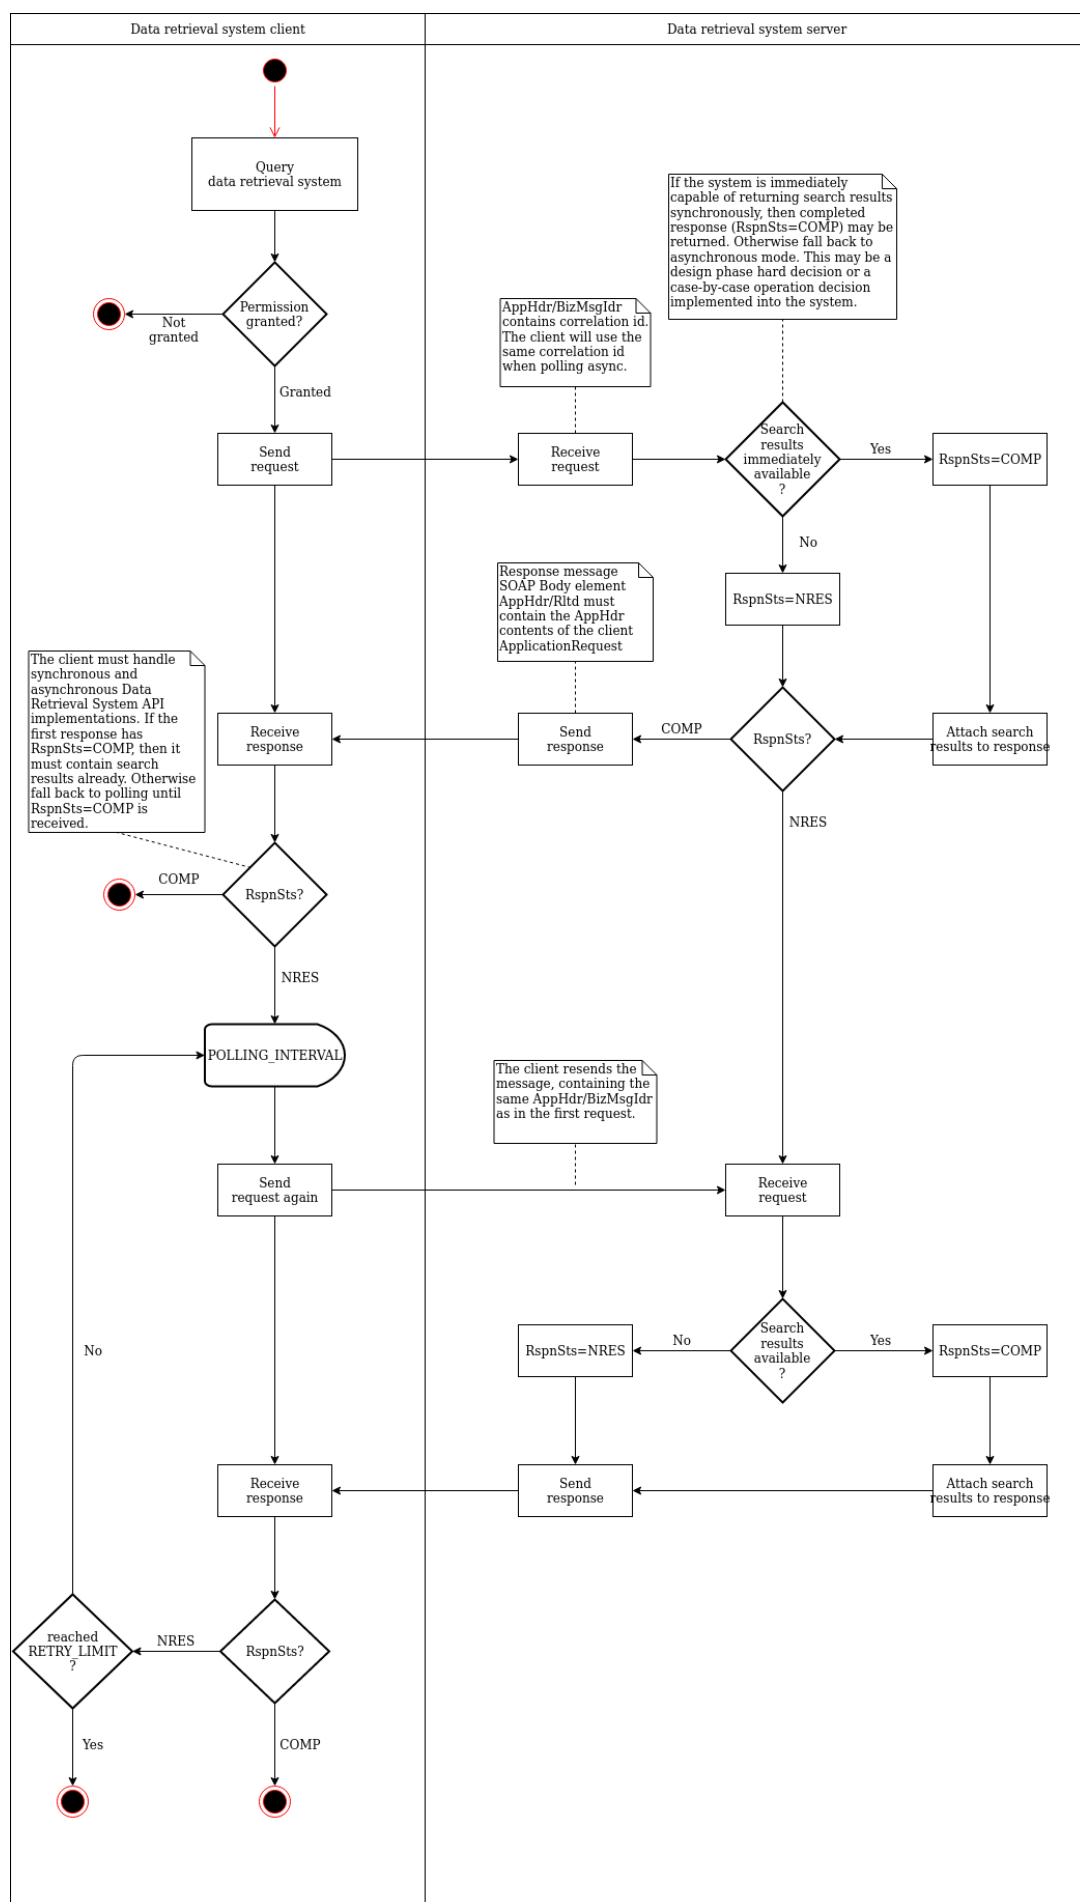 Data retrieval system client
Data retrieval system server
Query
data retrieval system
If the system is immediately
capable of returning search results
synchronously, then completed
response (RspnSts=COMP) may be
returned. Otherwise fall back to
asynchronous mode. This may be a
design phase hard decision or a
case-by-case operation decision
implemented into the system.
Permission
granted?
Not
granted
AppHdr/BizMsgIdr
contains correlation id.
The client will use the
same correlation id
when polling async.
Granted
Send
request
Receive
request
Search
results
immediately
available
?
Yes
RspnSts=COMP
No
Response message
SOAP Body element
AppHdr/Rltd must
contain the AppHdr
contents of the client
ApplicationRequest
RspnSts=NRES
The client must handle
synchronous and
asynchronous Data
Retrieval System API
implementations. If the
first response has
RspnSts=COMP, then it
must contain search
results already. Otherwise
fall back to polling until
RspnSts=COMP is
received.
Receive
response
Send
response
COMP
RspnSts?
Attach search
results to response
NRES
COMP
RspnSts?
NRES
POLLING_INTERVAL
The client resends the
message, containing the
same AppHdr/BizMsgIdr
as in the first request.
Send
request again
Receive
request
No
RspnSts=NRES
No
Search
results
available
?
Yes
RspnSts=COMP
Receive
response
Send
response
Attach search
results to response
reached
RETRY_LIMIT
?
NRES
RspnSts?
Yes
COMP